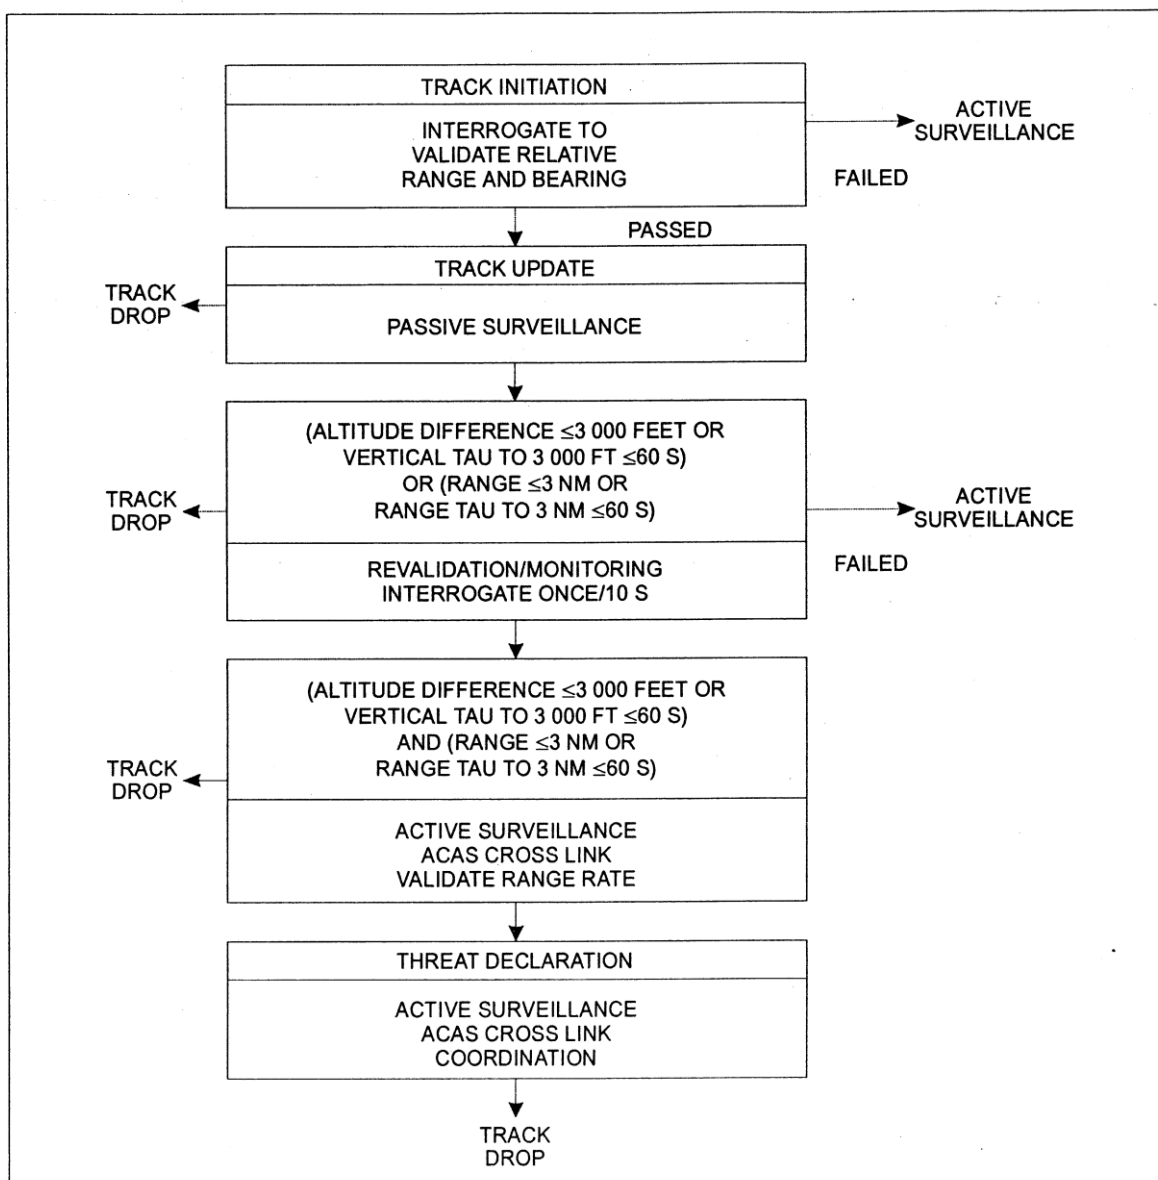 TRACK INITIATION
INTERROGATE TO
VALIDATE RELATIVE
RANGE AND BEARING
ACTIVE
SURVEILLANCE
FAILED
PASSED
TRACK UPDATE
TRACK
DROP
PASSIVE SURVEILLANCE
(ALTITUDE DIFFERENCE ≤3 000 FEET OR
VERTICAL TAU TO 3 000 FT ≤60 S)
OR (RANGE ≤3 NM OR
RANGE TAU TO 3 NM ≤60 S)
TRACK
DROP
ACTIVE
SURVEILLANCE
REVALIDATION/MONITORING
INTERROGATE ONCE/10 S
FAILED
(ALTITUDE DIFFERENCE ≤3 000 FEET OR
VERTICAL TAU TO 3 000 FT ≤60 S)
AND (RANGE ≤3 NM OR
RANGE TAU TO 3 NM ≤60 S)
TRACK
DROP
ACTIVE SURVEILLANCE
ACAS CROSS LINK
VALIDATE RANGE RATE
THREAT DECLARATION
ACTIVE SURVEILLANCE
ACAS CROSS LINK
COORDINATION
TRACK
DROP